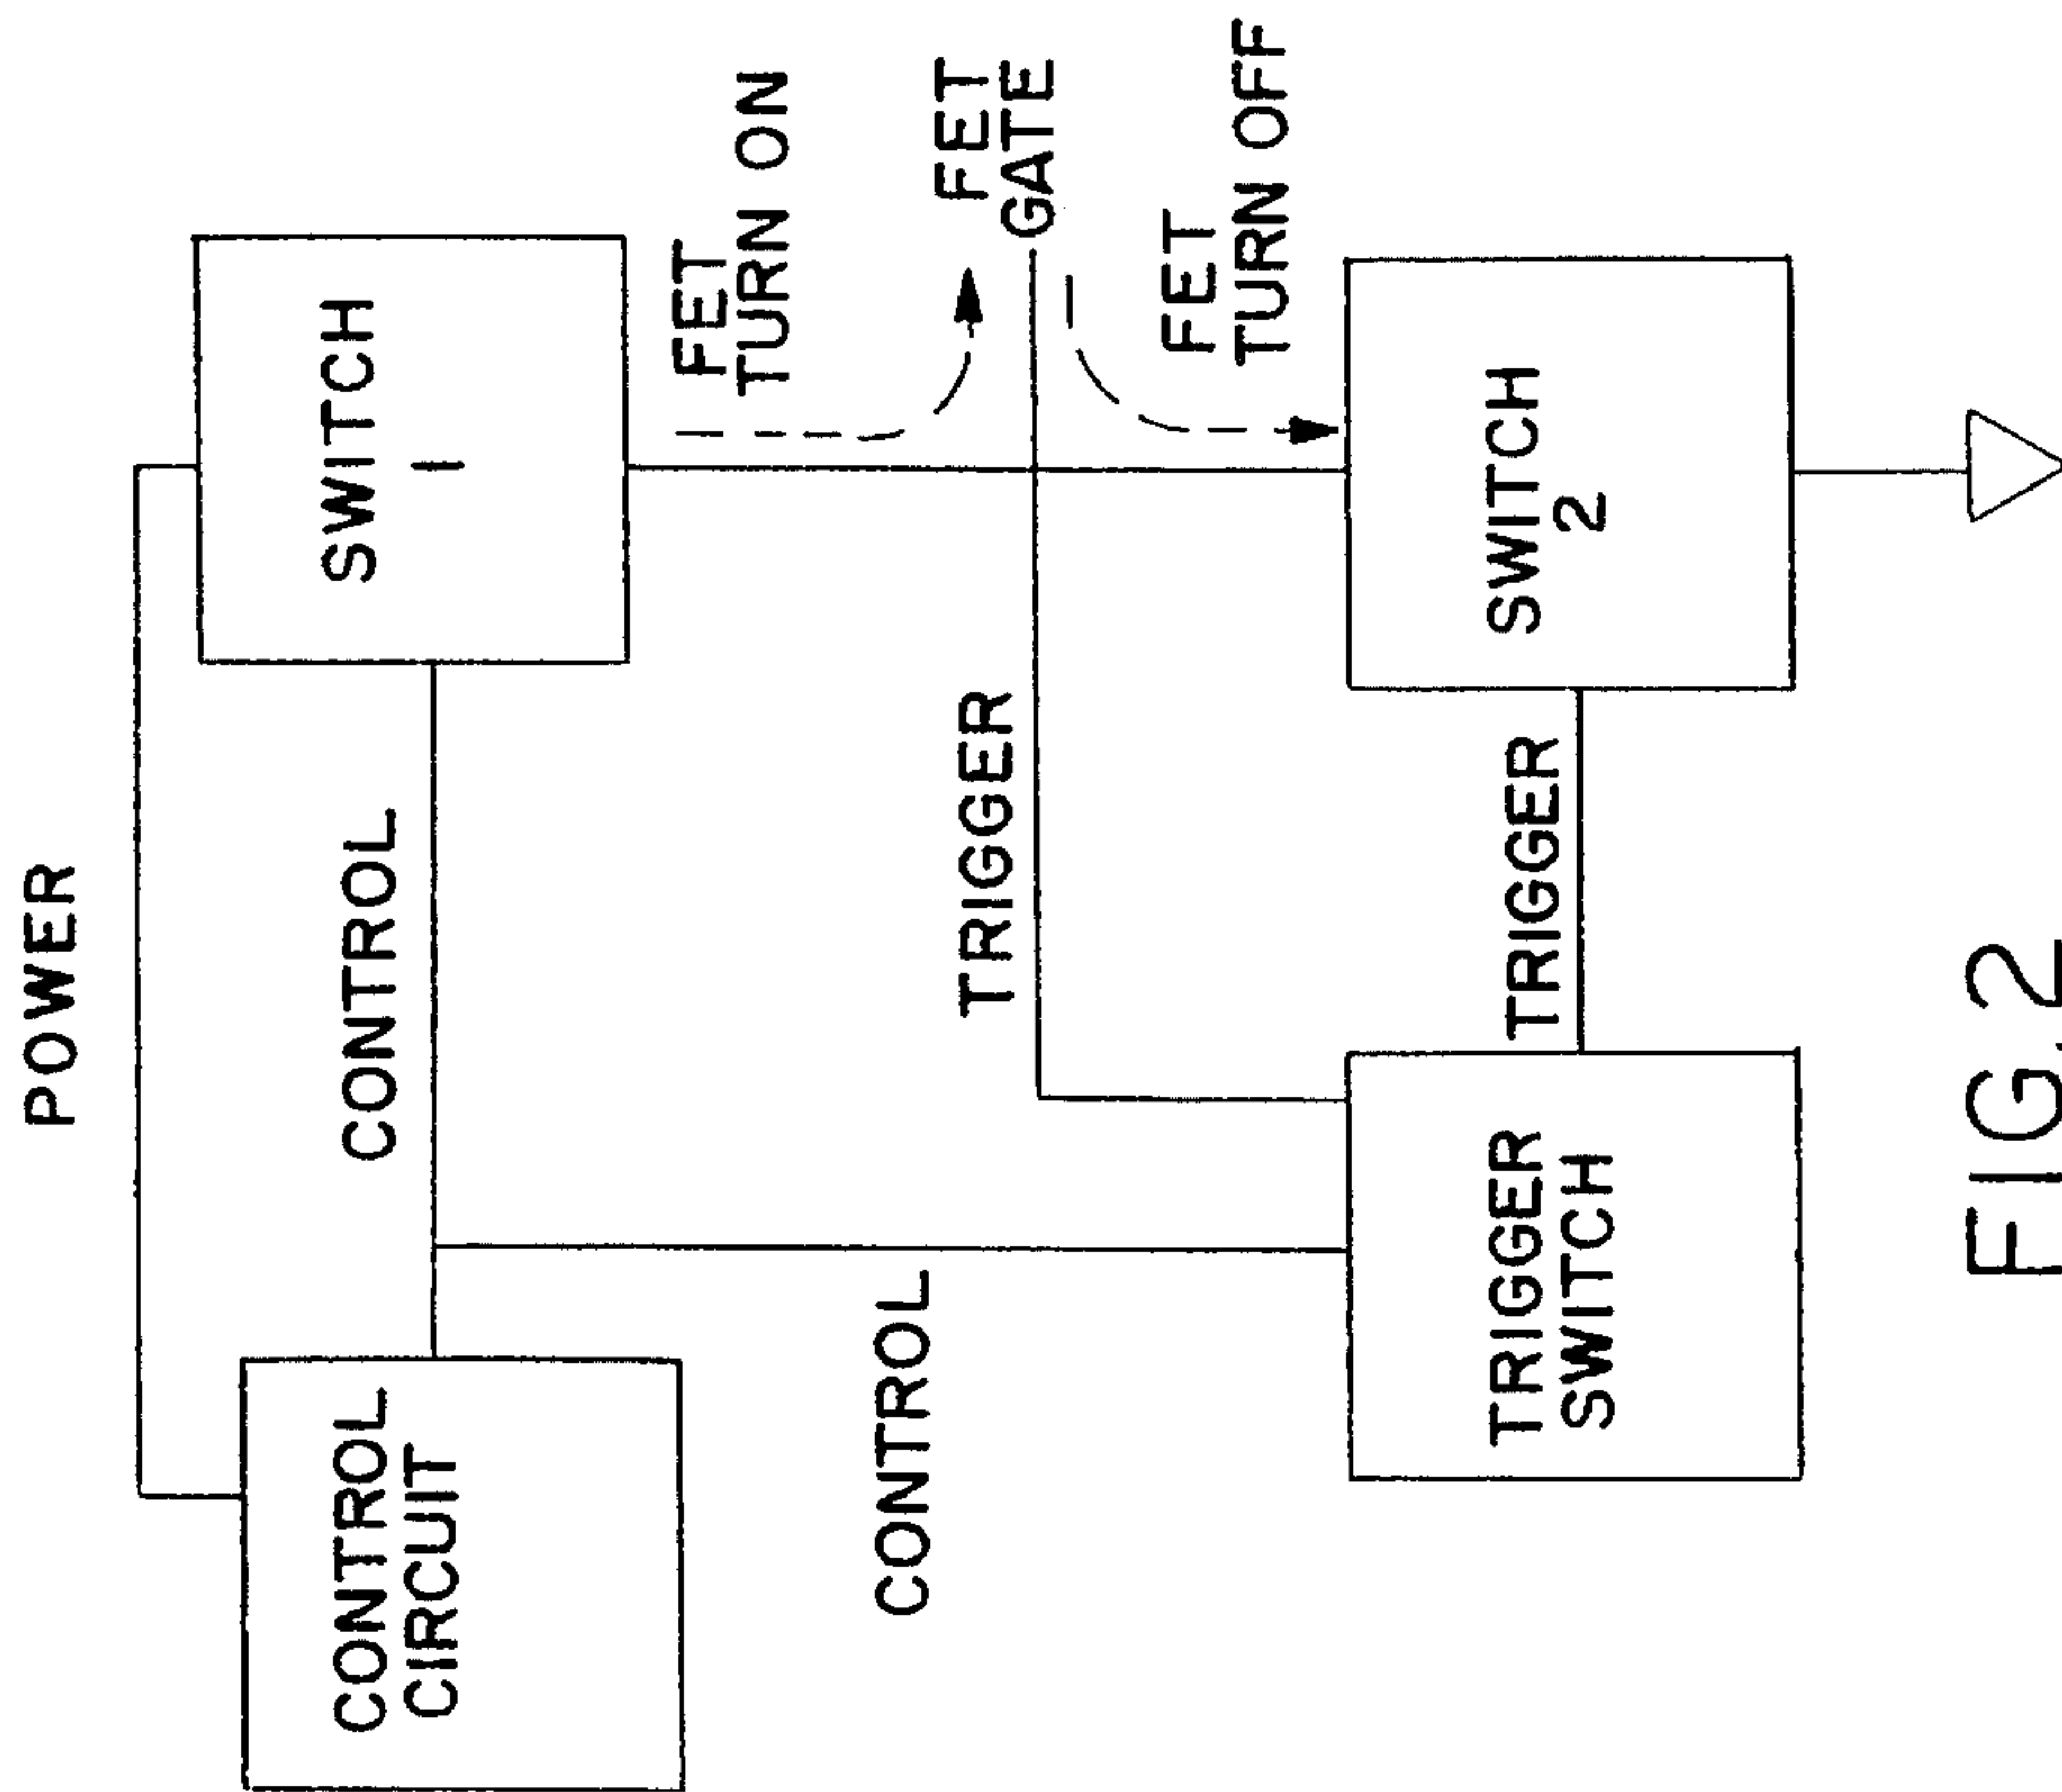 POWER
CONTROL
CIRCUIT
CONTROL
SWITCH
1
FET
TURN ON
CONTROL
TRIGGER
FET
GATE
FET
TURN OFF
TRIGGER
SWITCH
TRIGGER
SWITCH
2
FIG. 2